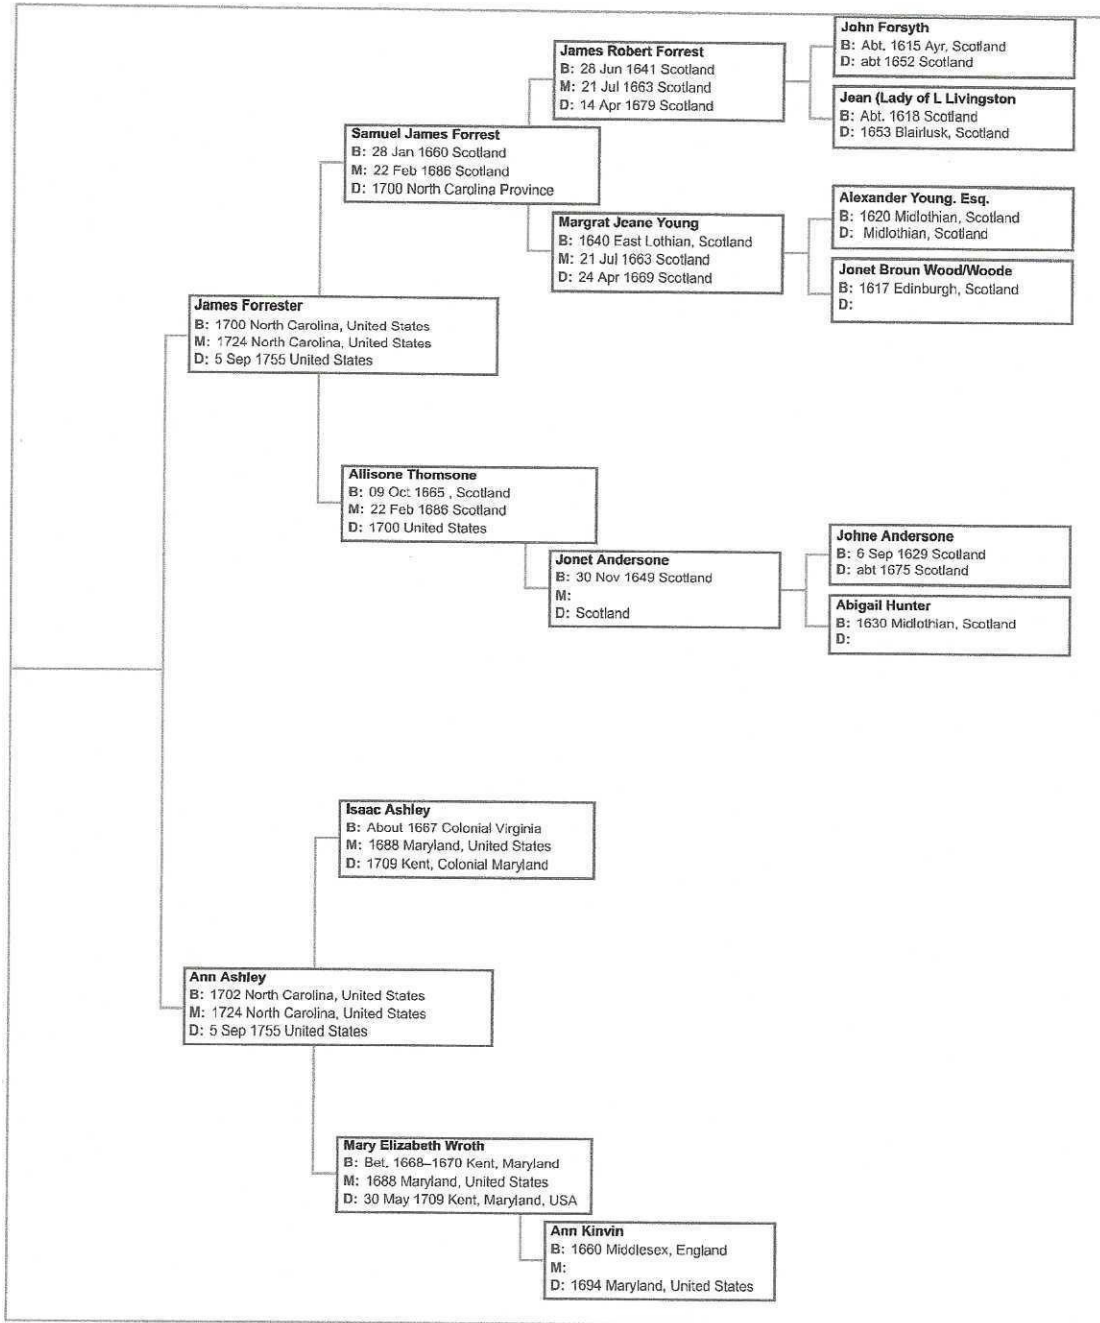 John Forsyth
B: Abt. 1615 Ayr, Scotland
D: abt 1652 Scotland
James Robert Forrest
B: 28 Jun 1641 Scotland
M: 21 Jul 1663 Scotland
D: 14 Apr 1679 Scotland
Jean (Lady of L Livingston
B: Abt. 1618 Scotland
D: 1653 Blairlusk, Scotland
Samuel James Forrest
B: 28 Jan 1660 Scotland
M: 22 Feb 1686 Scotland
D: 1700 North Carolina Province
Alexander Young. Esq.
B: 1620 Midlothian, Scotland
D: Midlothian, Scotland
Margrat Jeane Young
B: 1640 East Lothian, Scotland
M: 21 Jul 1663 Scotland
D: 24 Apr 1669 Scotland
Jonet Broun Wood/Woode
B: 1617 Edinburgh, Scotland
D:
James Forrester
B: 1700 North Carolina, United States
M: 1724 North Carolina, United States
D: 5 Sep 1755 United States
Allisone Thomsone
B: 09 Oct 1665 , Scotland
M: 22 Feb 1686 Scotland
D: 1700 United States
Johne Andersone
B: 6 Sep 1629 Scotland
D: abt 1675 Scotland
Jonet Andersone
B: 30 Nov 1649 Scotland
M:
D: Scotland
Abigail Hunter
B: 1630 Midlothian, Scotland
D:
Isaac Ashley
B: About 1667 Colonial Virginia
M: 1688 Maryland, United States
D: 1709 Kent, Colonial Maryland
Ann Ashley
B: 1702 North Carolina, United States
M: 1724 North Carolina, United States
D: 5 Sep 1755 United States
Mary Elizabeth Wroth
B: Bet. 1668–1670 Kent, Maryland
M: 1688 Maryland, United States
D: 30 May 1709 Kent, Maryland, USA
Ann Kinvin
B: 1660 Middlesex, England
M:
D: 1694 Maryland, United States